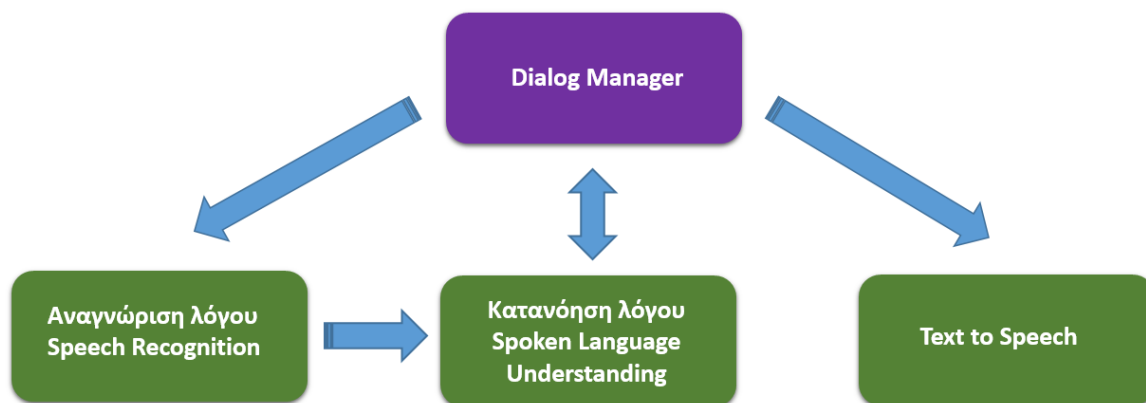 Dialog Manager
Αναγνώριση λόγου
Speech Recognition
Κατανόηση λόγου
Spoken Language
Understanding
Text to Speech